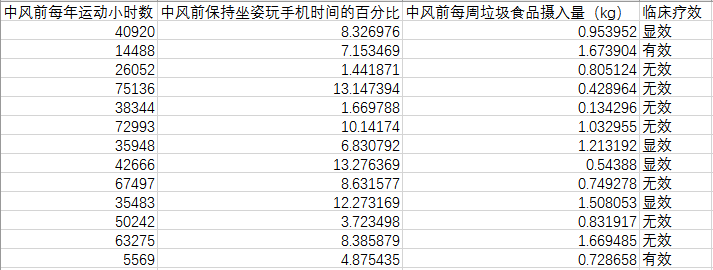 中风前每年运动小时数 中风前保持坐姿玩手机时间的百分比 中风前每周垃圾食品摄入量（kg） 临床疗效
40920 8.326976 0.953952 显效
14488 7.153469 1.673904 有效
26052 1.441871 0.805124 无效
75136 13.147394 0.428964 无效
38344 1.669788 0.134296 无效
72993 10.14174 1.032955 无效
35948 6.830792 1.213192 显效
42666 13.276369 0.54388 显效
67497 8.631577 0.749278 无效
35483 12.273169 1.508053 显效
50242 3.723498 0.831917 无效
63275 8.385879 1.669485 无效
5569 4.875435 0.728658 有效